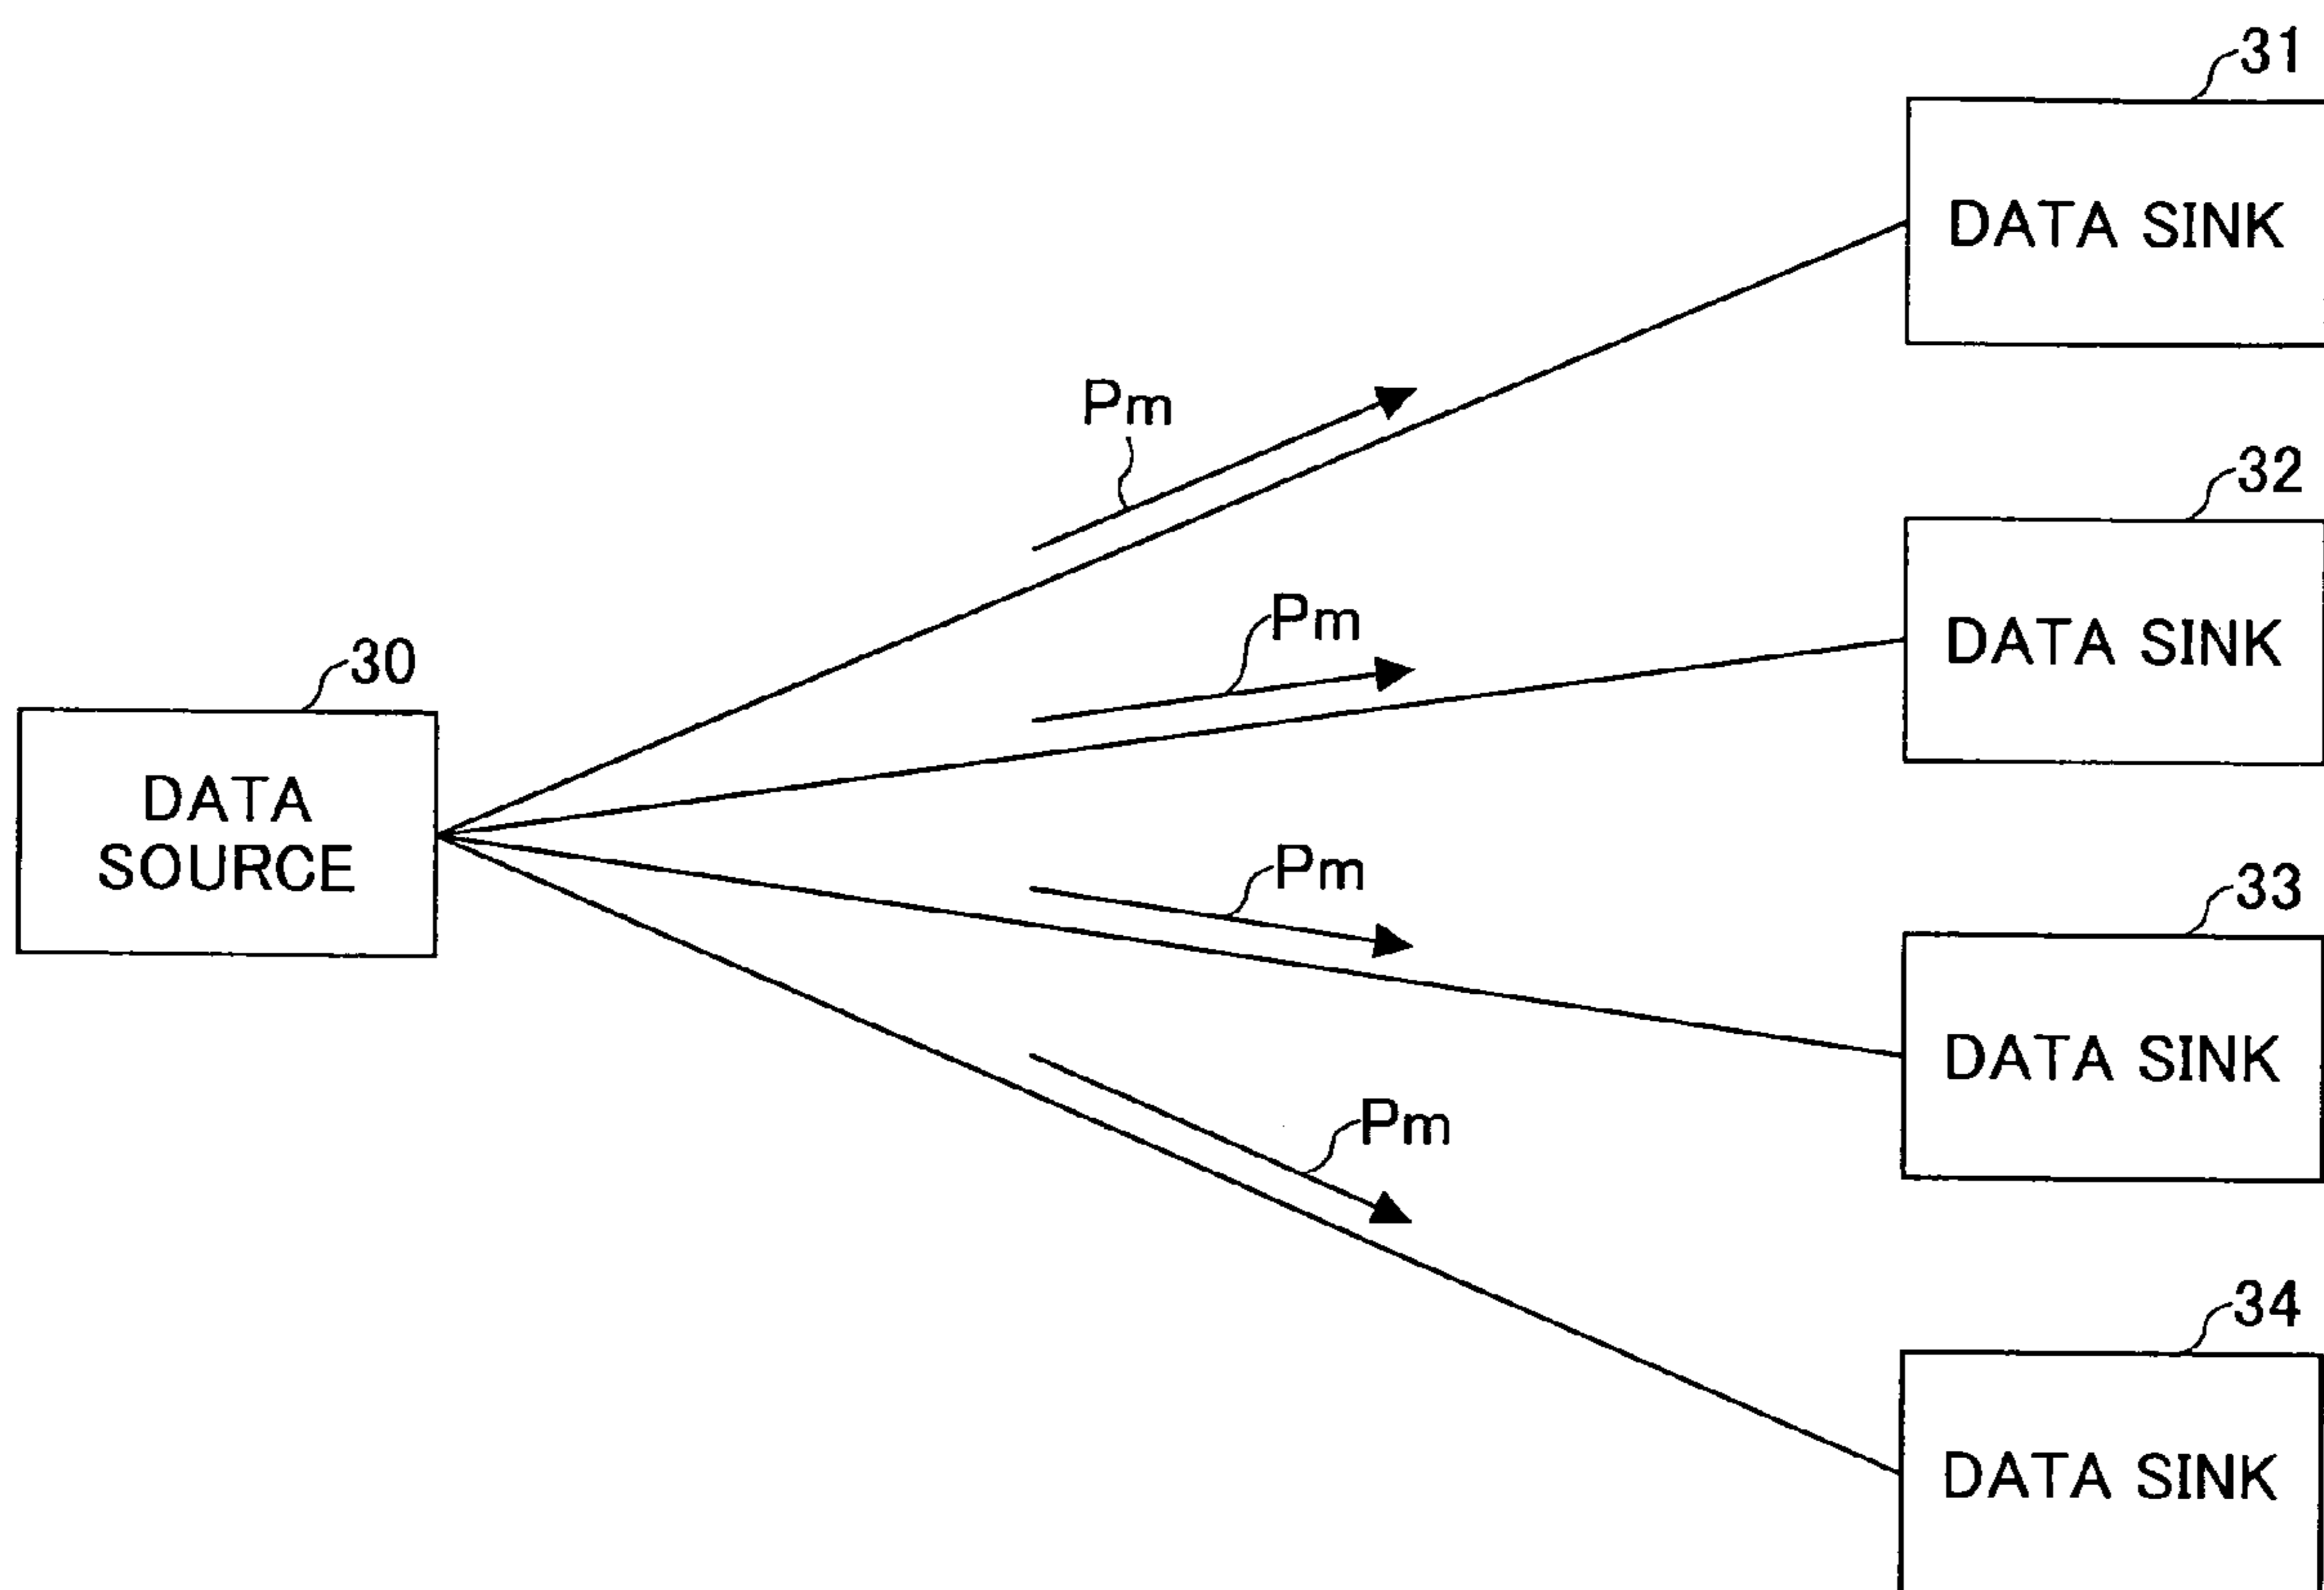 31
DATA SINK
Pm
32
Pm
DATA SINK
30
DATA
SOURCE
Pm
33
DATA SINK
Pm
34
DATA SINK